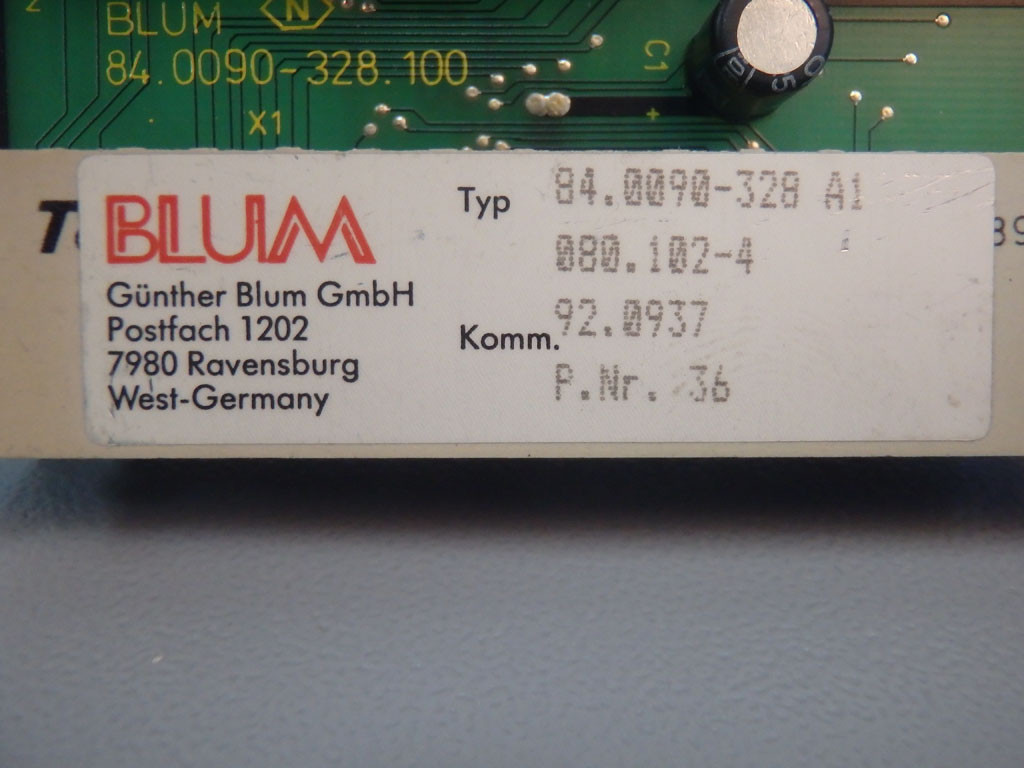 BLUM
N
84.0090-328.100
C1
+
X1
BLUM
Günther Blum GmbH
Postfach 1202
7980 Ravensburg
West-Germany
Typ 84.0090-328 A1
080.102-4
Komm. 92.0937
P.Nr. 36